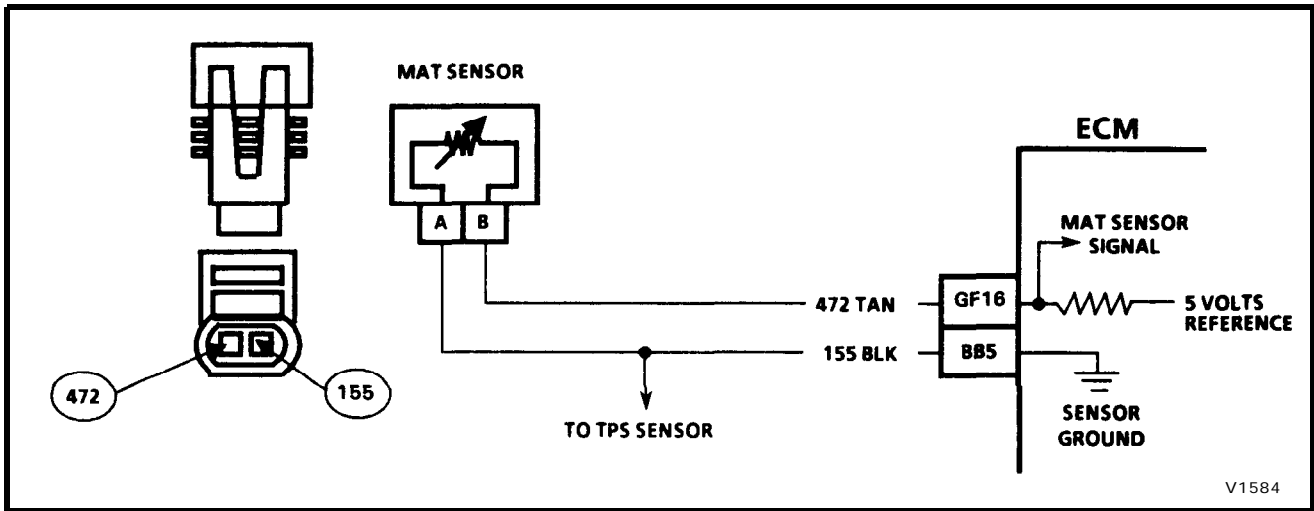 MAT SENSOR
ECM
A B
MAT SENSOR
SIGNAL
472 TAN
GF16
5 VOLTS
REFERENCE
155 BLK
BB5
472
155
TO TPS SENSOR
SENSOR
GROUND
V1584